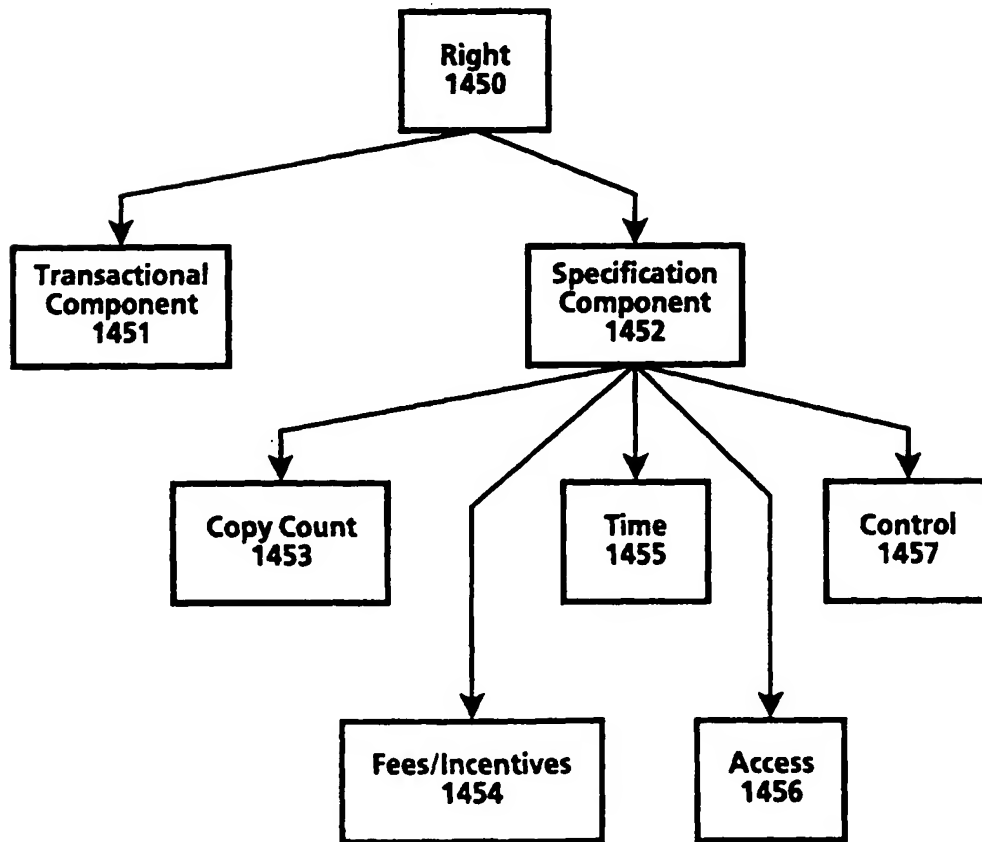 Right
1450
Transactional
Component
1451
Specification
Component
1452
Copy Count
1453
Time
1455
Control
1457
Fees/Incentives
1454
Access
1456